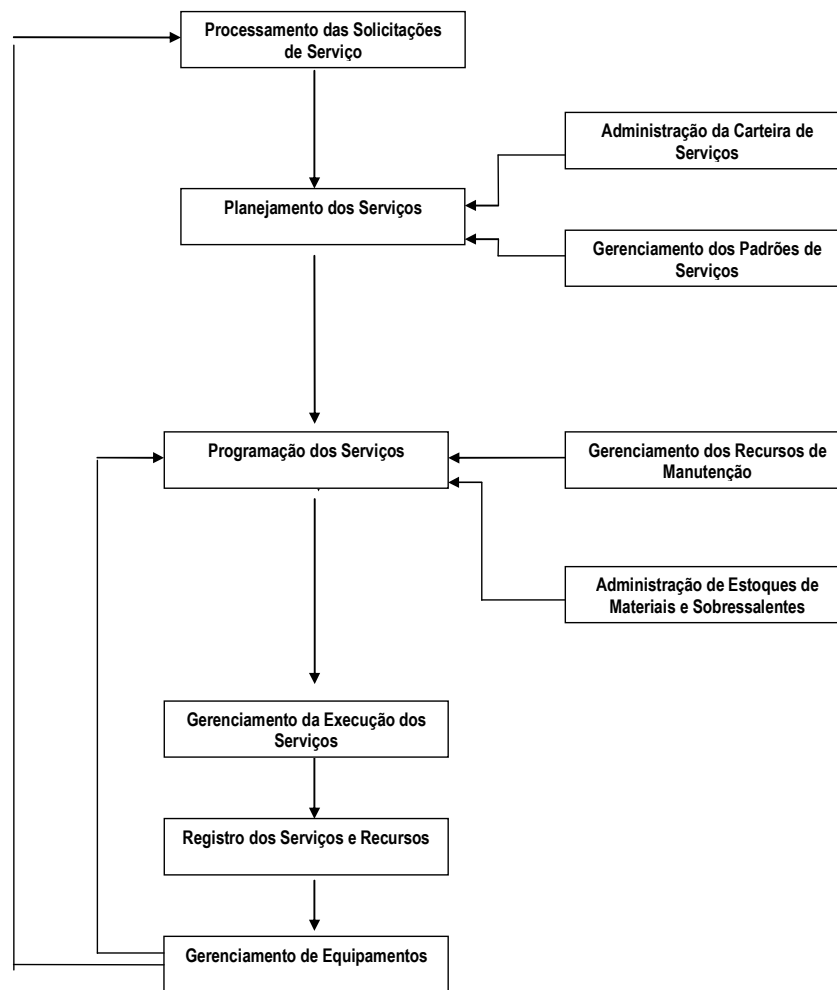 Processamento das Solicitações
de Serviço
Administração da Carteira de
Serviços
Planejamento dos Serviços
Gerenciamento dos Padrões de
Serviços
Programação dos Serviços
Gerenciamento dos Recursos de
Manutenção
Administração de Estoques de
Materiais e Sobressalentes
Gerenciamento da Execução dos
Serviços
Registro dos Serviços e Recursos
Gerenciamento de Equipamentos